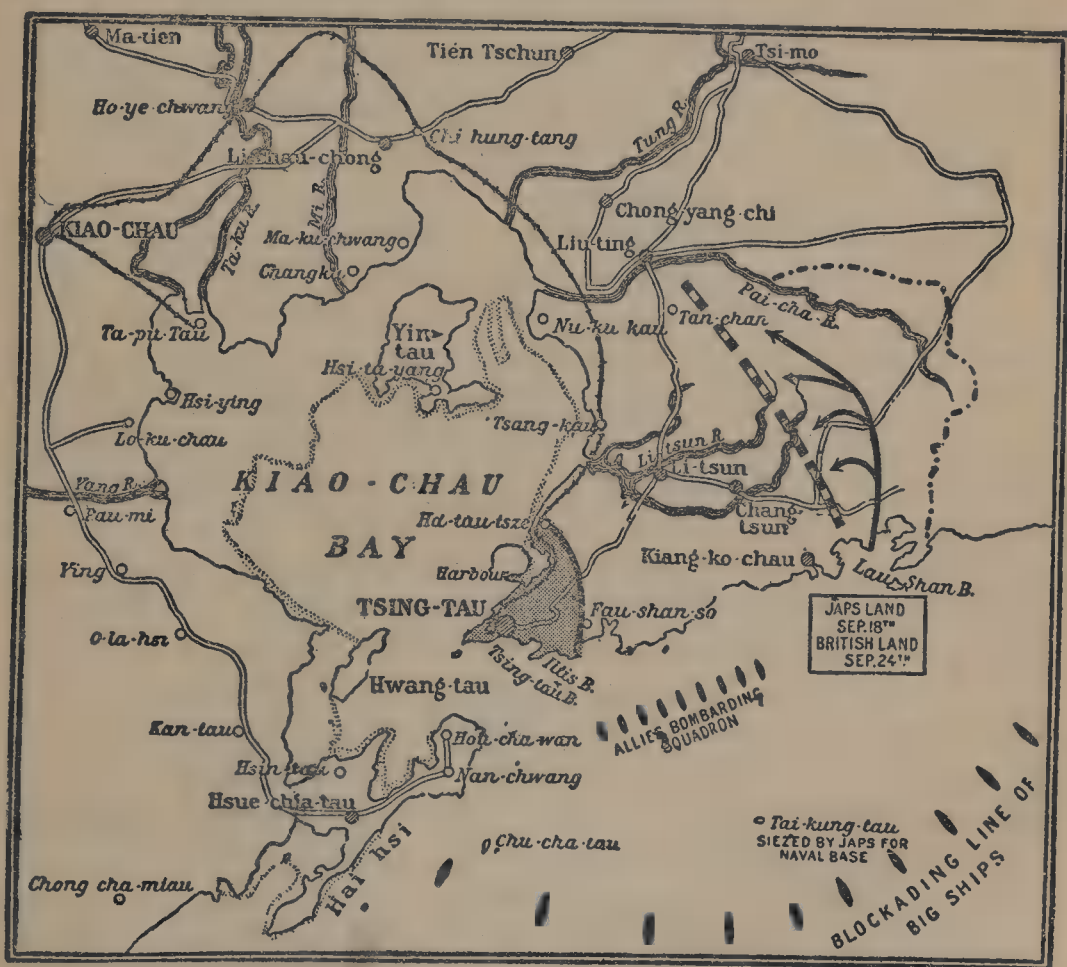 Ma-tien
Tién Tschun
Tsi-mo
Ho-ye-chwan
Tung R.
Chi hung-tang
Chong yang-chi
KIAO-CHAU
Ta-ku R.
Mi R.
Ma-ku-chwang
Liu-ting
Changku
Pai-cha-R.
Ta-pu-Tau
Yin
tau
Nu-ku kau
Tan-chan
Hsi-ta-yang
Hsi-ying
Tsang-kau
Lo-ku-chau
Li-tsun R.
Li-tsun
KIAO-CHAU
BAY
Yang R.
Pau-mi
Chang-
tsun
Kiang-ko-chau
Lau-Shan B.
Ying
Harbour
TSING-TAU
Fau-shan-so
JAPS LAND
SEP. 18TH
BRITISH LAND
SEP. 24TH
O-la-hsi
Iltis B.
Tsing-tau B.
Hwang-tau
ALLIES BOMBARDING
SQUADRON
Kan-tau
Hou-cha-wan
Nan-chwang
Hsue chia-tau
Tai-kung-tau
SIEZED BY JAPS FOR
NAVAL BASE
Chu-cha-tau
BLOCKADING LINE OF
BIG SHIPS
Chong cha-miau
Hai hsi